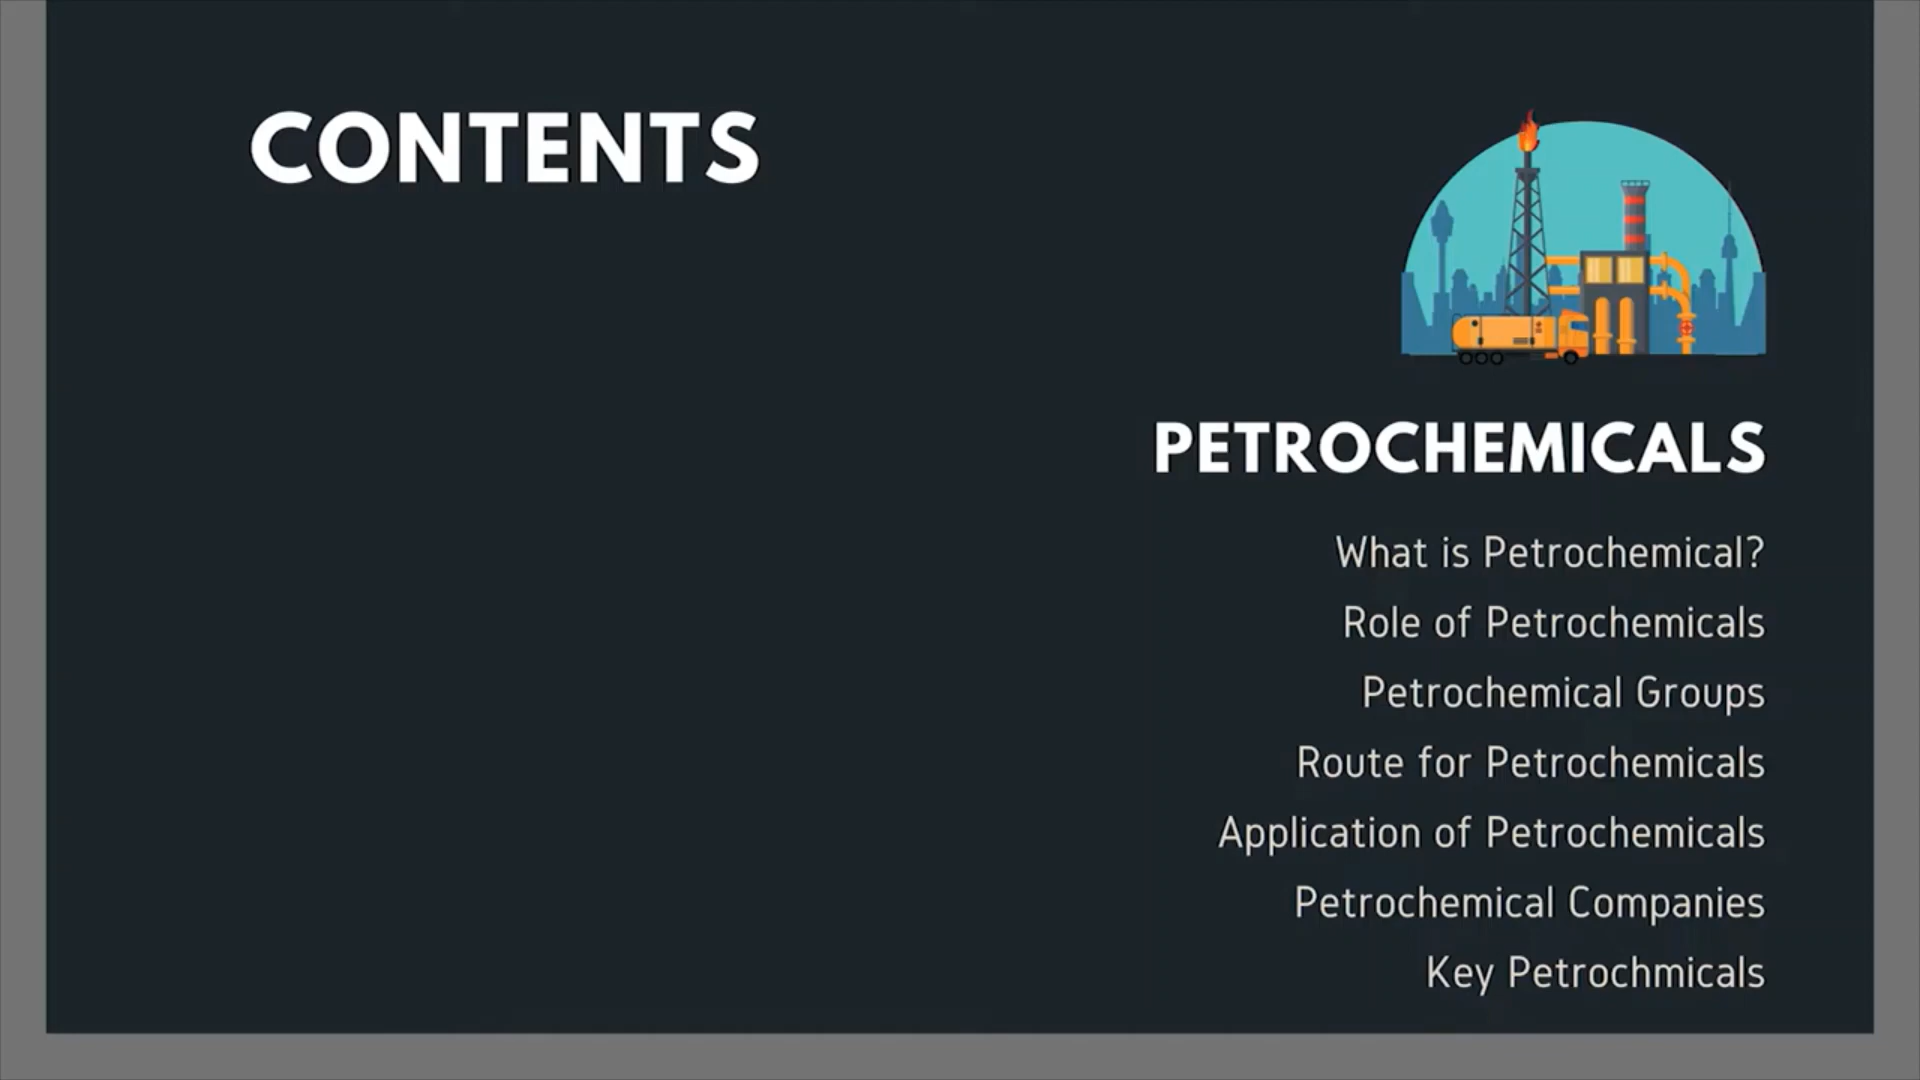 CONTENTS
PETROCHEMICALS
What is Petrochemical?
Role of Petrochemicals
Petrochemical Groups
Route for Petrochemicals
Application of Petrochemicals
Petrochemical Companies
Key Petrochmicals